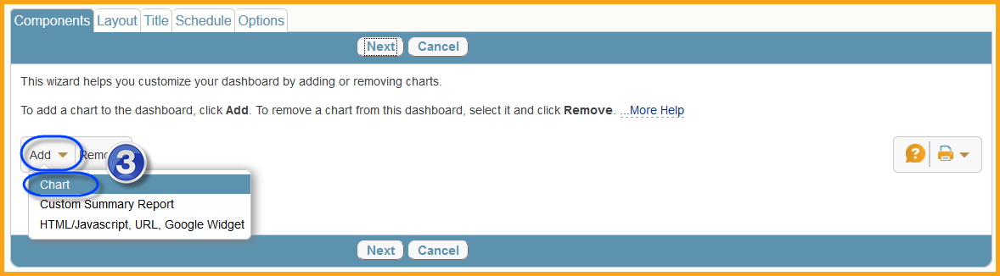 Components Layout Title Schedule Options
Next Cancel
This wizard helps you customize your dashboard by adding or removing charts.
To add a chart to the dashboard, click Add. To remove a chart from this dashboard, select it and click Remove. ...More Help
Add 3 ?
Chart
Custom Summary Report
HTML/Javascript, URL, Google Widget
Next Cancel